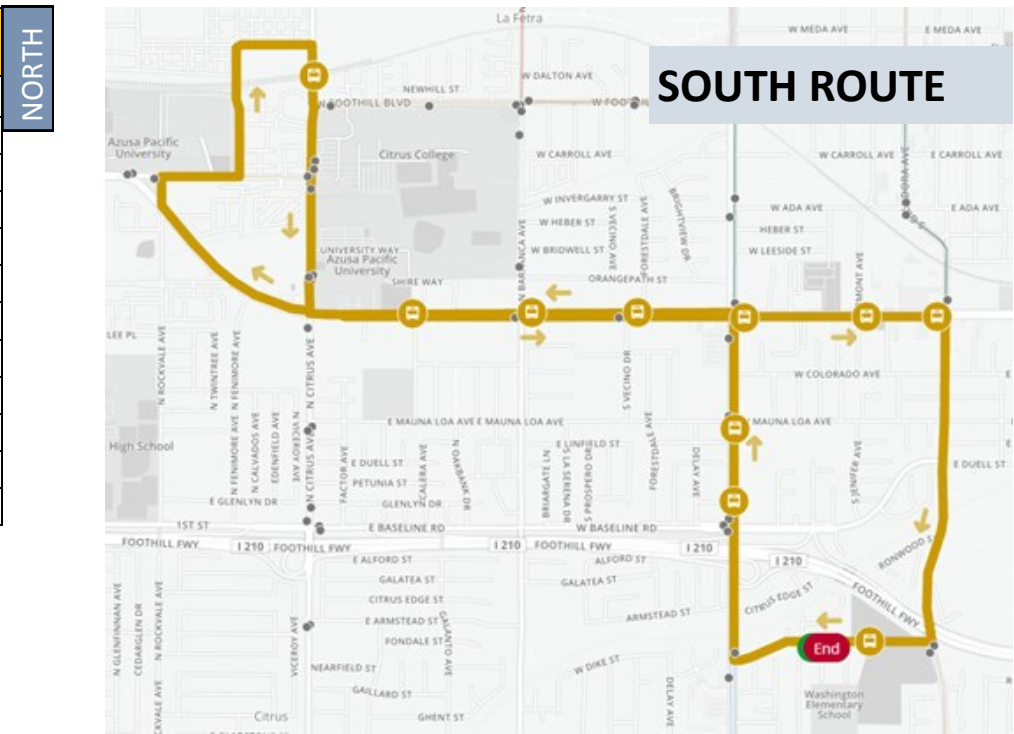 NORTH
SOUTH ROUTE
La Fetra
W MEDA AVE
E MEDA AVE
W DALTON AVE
NEWHILL ST
W FOOTHILL BLVD
Azusa Pacific
University
Citrus College
W CARROLL AVE
W CARROLL AVE
E CARROLL AVE
W INVERGARRY ST
BRIGHTVIEW DR
S VECINO AVE
FORESTDALE AVE
W ADA AVE
E ADA AVE
W HEBER ST
HEBER ST
N BARRANCA AVE
UNIVERSITY WAY
Azusa Pacific
University
W BRIDWELL ST
W LEESIDE ST
SHIRE WAY
ORANGEPATH ST
LEE PL
N ROCKVALE AVE
N TWINTREE AVE
N FENIMORE AVE
N CITRUS AVE
S VECINO DR
W COLORADO AVE
E MAUNA LOA AVE
E MAUNA LOA AVE
MAUNA LOA AVE
High School
N FENIMORE AVE
N CALVADOS AVE
EDENFIELD AVE
N VICEROY AVE
N CITRUS AVE
FACTOR AVE
E DUELL ST
PETUNIA ST
GLENLYN DR
N OAKBANK DR
BRIARGATE LN
S LA SERENA DR
S PROSPERO DR
E LINFIELD ST
FORESTDALE AVE
DELAY AVE
S JENIFER AVE
E DUELL ST
E GLENLYN DR
1ST ST
E BASELINE RD
W BASELINE RD
FOOTHILL FWY
I 210
FOOTHILL FWY
I 210
FOOTHILL FWY
I 210
I 210
FOOTHILL FWY
E ALFORD ST
ALFORD ST
GALATEA ST
GALATEA ST
CITRUS EDGE ST
CITRUS EDGE ST
E ARMSTEAD ST
ARMSTEAD ST
FONDALE ST
GALANTO AVE
N GLENFINNAN AVE
CEDARGLEN DR
N ROCKVALE AVE
VICEROY AVE
NEARFIELD ST
W DIKE ST
End
GAILLARD ST
DELAY AVE
Washington
Elementary
School
Citrus
GHENT ST